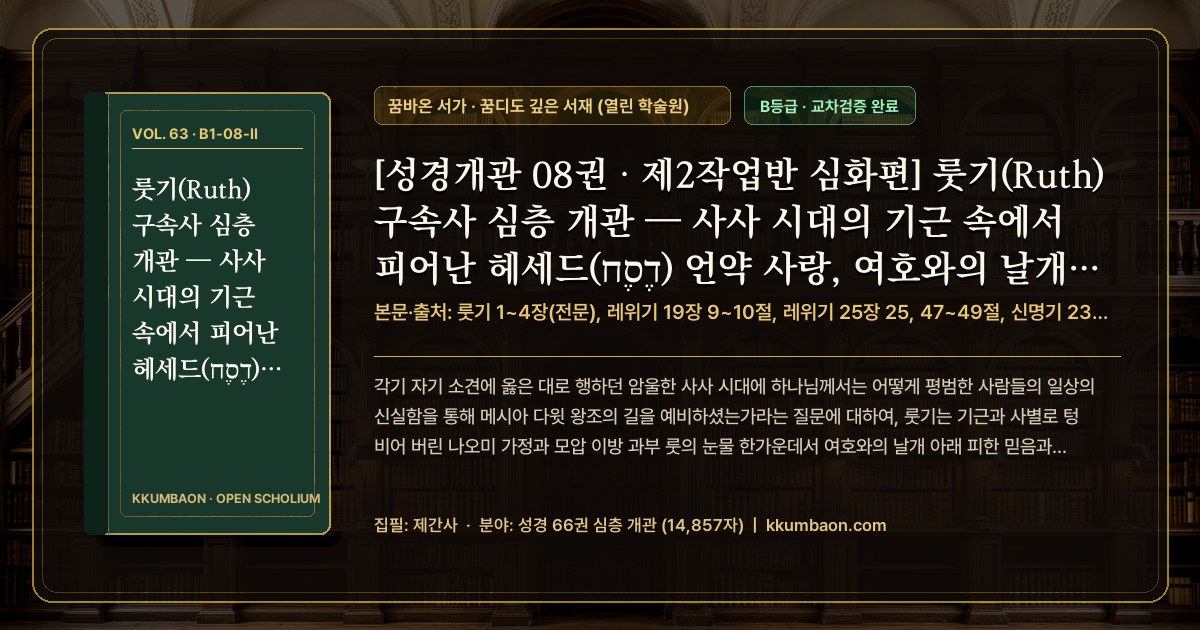 VOL. 63 · B1-08-II
룻기(Ruth)
구속사 심층
개관 — 사사
시대의 기근
속에서 피어난
헤세드(דֶסֶח)…
KKUMBAON · OPEN SCHOLIUM
꿈바온 서가 · 꿈디도 깊은 서재 (열린 학술원)
B등급 · 교차검증 완료
[성경개관 08권 · 제2작업반 심화편] 룻기(Ruth)
구속사 심층 개관 — 사사 시대의 기근 속에서
피어난 헤세드(דֶסֶח) 언약 사랑, 여호와의 날개…
본문·출처: 룻기 1~4장(전문), 레위기 19장 9~10절, 레위기 25장 25, 47~49절, 신명기 23…
각기 자기 소견에 옳은 대로 행하던 암울한 사사 시대에 하나님께서는 어떻게 평범한 사람들의 일상의
신실함을 통해 메시아 다윗 왕조의 길을 예비하셨는가라는 질문에 대하여, 룻기는 기근과 사별로 텅
비어 버린 나오미 가정과 모압 이방 과부 룻의 눈물 한가운데서 여호와의 날개 아래 피한 믿음과…
집필: 제간사 · 분야: 성경 66권 심층 개관 (14,857자) | kkumbaon.com